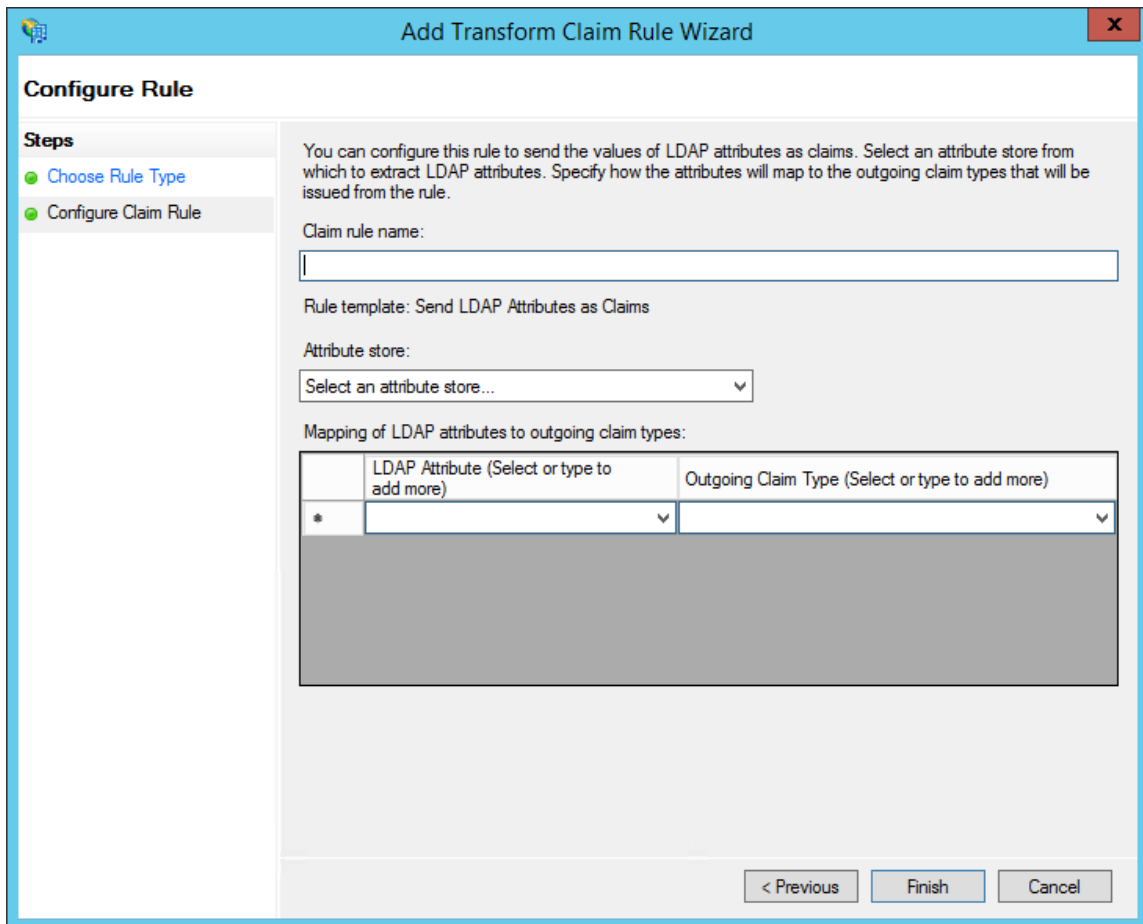 Add Transform Claim Rule Wizard
x
Configure Rule
Steps
Choose Rule Type
Configure Claim Rule
You can configure this rule to send the values of LDAP attributes as claims. Select an attribute store from
which to extract LDAP attributes. Specify how the attributes will map to the outgoing claim types that will be
issued from the rule.
Claim rule name:
Rule template: Send LDAP Attributes as Claims
Attribute store:
Select an attribute store...
Mapping of LDAP attributes to outgoing claim types:
LDAP Attribute (Select or type to
add more)
Outgoing Claim Type (Select or type to add more)
*
< Previous
Finish
Cancel